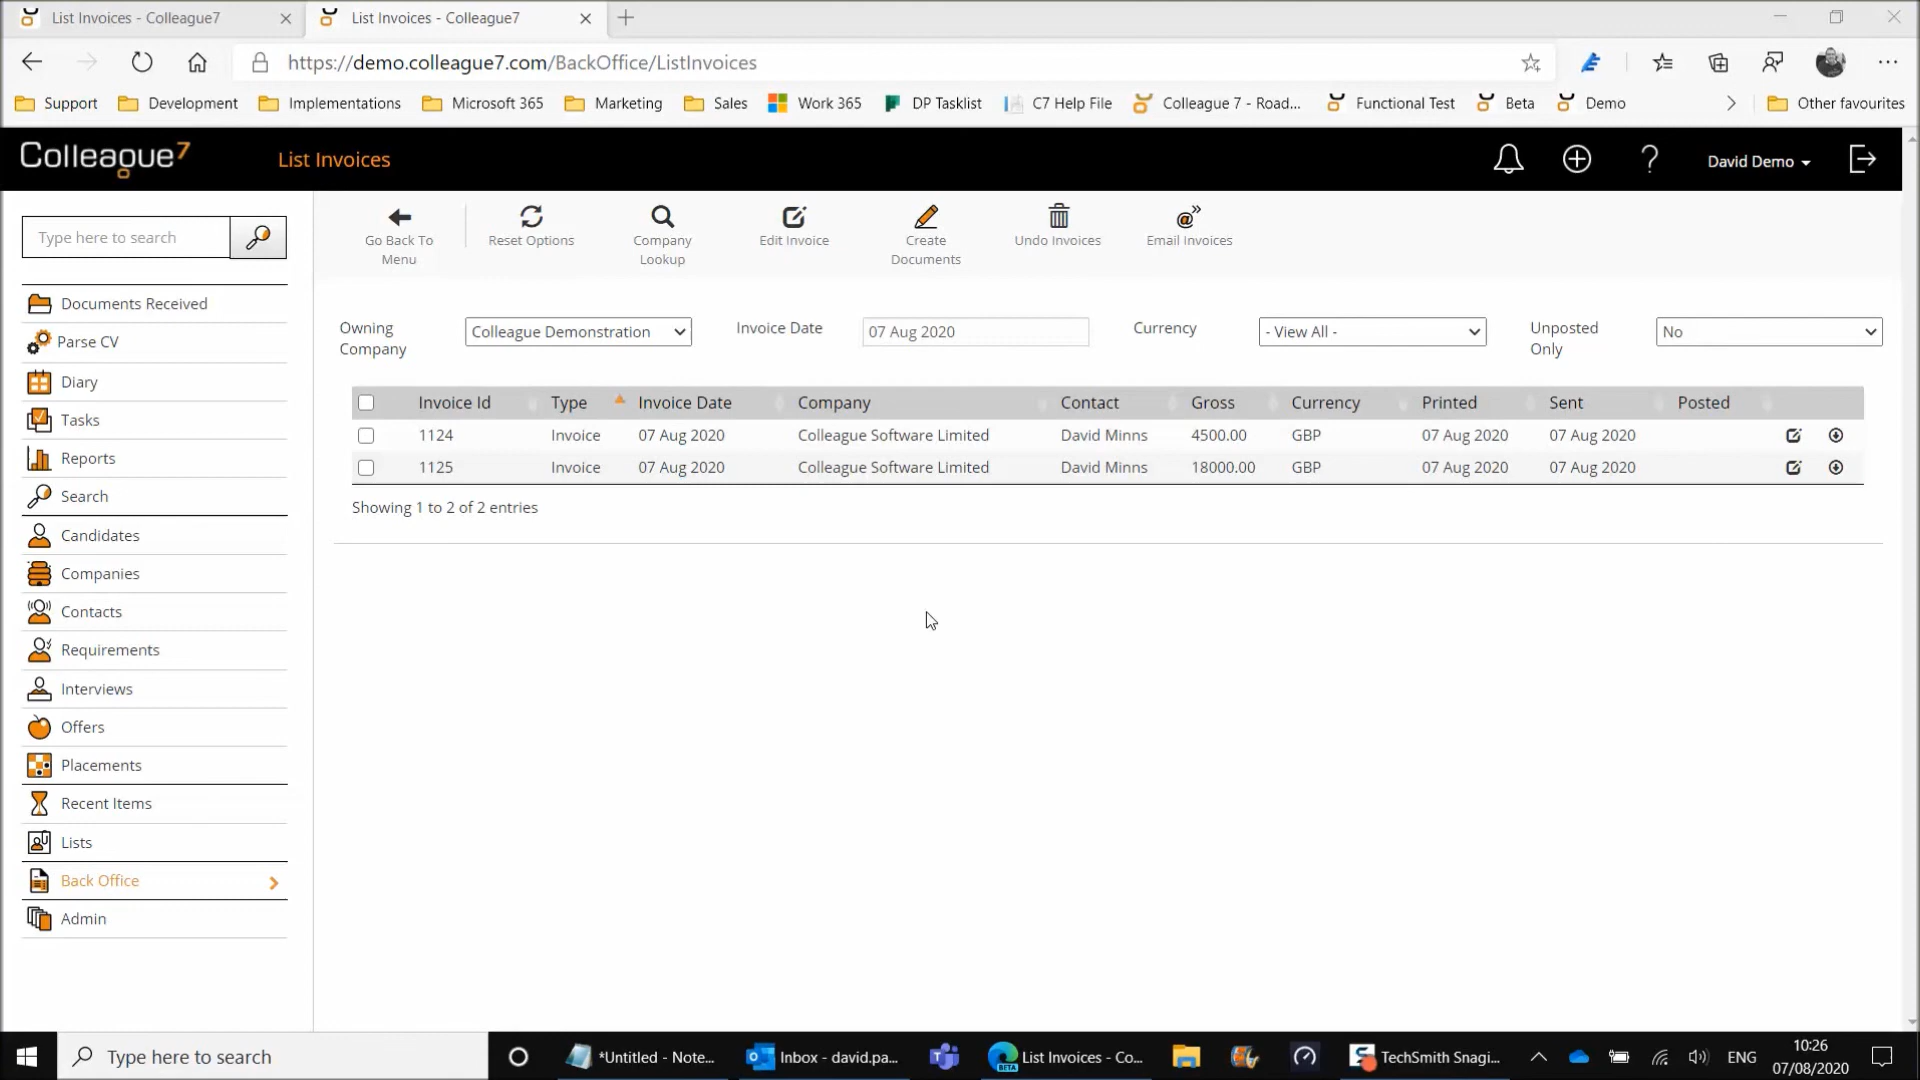 List Invoices - Colleague7
List Invoices - Colleague7
https://demo.colleague7.com/BackOffice/ListInvoices
Support Development Implementations Microsoft 365 Marketing Sales Work 365 DP Tasklist C7 Help File Colleague 7 - Road... Functional Test Beta Demo Other favourites
Colleague7 List Invoices ? David Demo
Type here to search
Go Back To Menu
Reset Options
Company Lookup
Edit Invoice
Create Documents
Undo Invoices
Email Invoices
Documents Received
Parse CV
Diary
Tasks
Reports
Search
Candidates
Companies
Contacts
Requirements
Interviews
Offers
Placements
Recent Items
Lists
Back Office
Admin
Owning Company Colleague Demonstration Invoice Date 07 Aug 2020 Currency - View All - Unposted Only No
Invoice Id Type Invoice Date Company Contact Gross Currency Printed Sent Posted
1124 Invoice 07 Aug 2020 Colleague Software Limited David Minns 4500.00 GBP 07 Aug 2020 07 Aug 2020
1125 Invoice 07 Aug 2020 Colleague Software Limited David Minns 18000.00 GBP 07 Aug 2020 07 Aug 2020
Showing 1 to 2 of 2 entries
Type here to search *Untitled - Note... Inbox - david.pa... BETA List Invoices - Co... TechSmith Snagi... ENG 10:26
07/08/2020